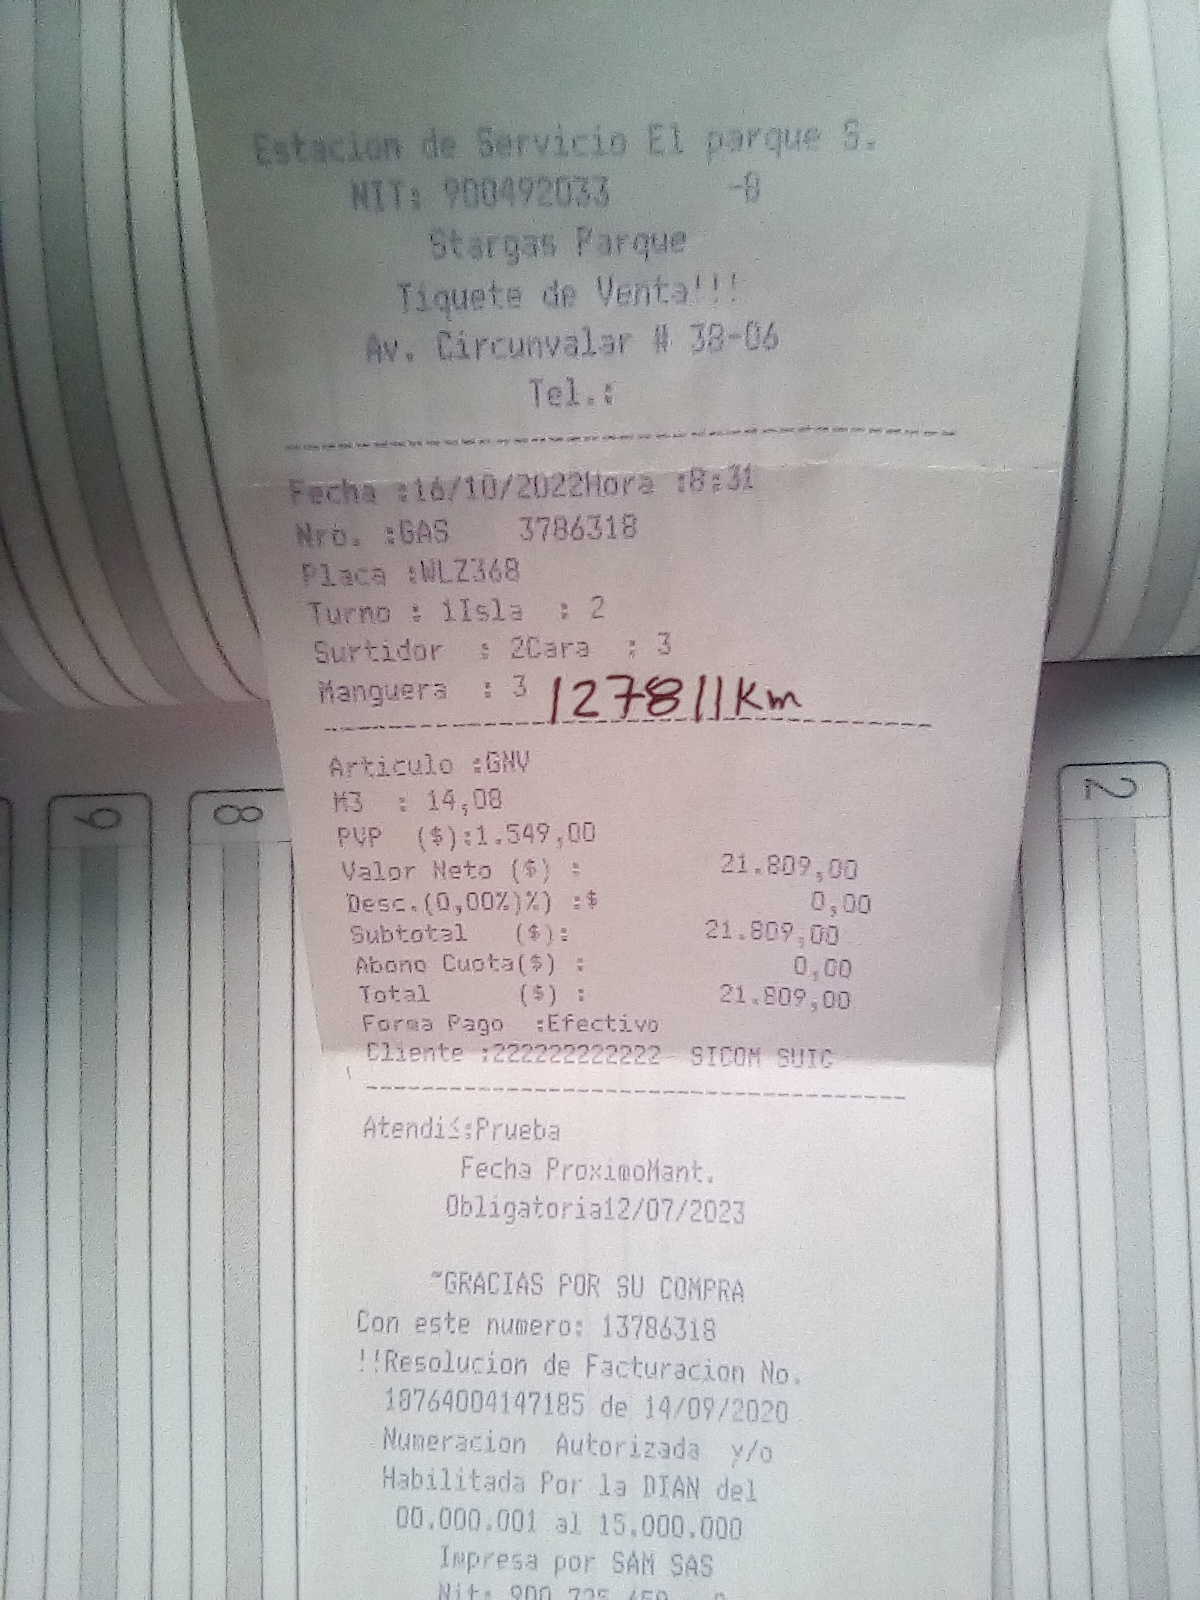 Estacion de Servicio El parque S.
NIT: 900492033 -8
Stargas Parque
Tiquete de Venta!!!
Av. Circunvalar # 38-06
Tel.:
Fecha :16/10/2022Hora :8:31
Nro. :GAS 3786318
Placa :WLZ368
Turno : 1Isla : 2
Surtidor : 2Cara : 3
Manguera : 3 127811Km
Articulo :GNV
M3 : 14,08
PVP ($):1.549,00
Valor Neto ($) : 21.809,00
Desc.(0,00%)%) :$ 0,00
Subtotal ($): 21.809,00
Abono Cuota($) : 0,00
Total ($) : 21.809,00
Forma Pago :Efectivo
Cliente :222222222222- SICOM SUIC
Atendi<:Prueba
Fecha ProximoMant.
Obligatoria12/07/2023
~GRACIAS POR SU COMPRA
Con este numero: 13786318
!!Resolucion de Facturacion No.
18764004147185 de 14/09/2020
Numeracion Autorizada y/o
Habilitada Por la DIAN del
00.000.001 al 15.000.000
Impresa por SAM SAS
Nit: 900
9
8
2